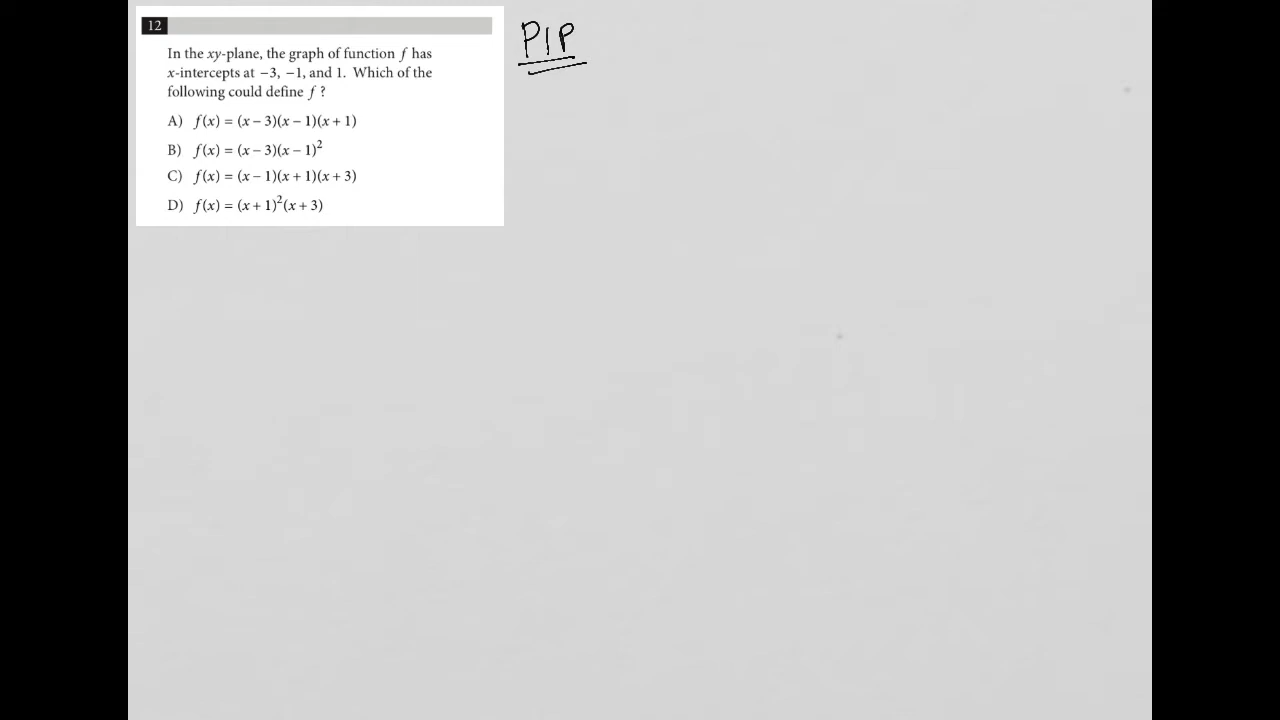 12
In the xy-plane, the graph of function f has
x-intercepts at −3, −1, and 1. Which of the
following could define f ?
A) f(x) = (x − 3)(x − 1)(x + 1)
B) f(x) = (x − 3)(x − 1)²
C) f(x) = (x − 1)(x + 1)(x + 3)
D) f(x) = (x + 1)²(x + 3)
PIP